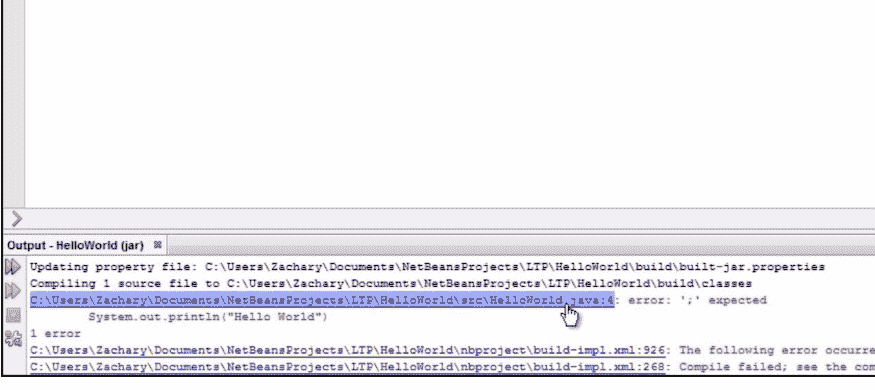 Output - HelloWorld (jar)
Updating property file: C:\Users\Zachary\Documents\NetBeansProjects\LTP\HelloWorld\build\built-jar.properties
Compiling 1 source file to C:\Users\Zachary\Documents\NetBeansProjects\LTP\HelloWorld\build\classes
C:\Users\Zachary\Documents\NetBeansProjects\LTP\HelloWorld\src\HelloWorld.java:4: error: ';' expected
System.out.println("Hello World")
1 error
C:\Users\Zachary\Documents\NetBeansProjects\LTP\HelloWorld\nbproject\build-impl.xml:926: The following error occurre
C:\Users\Zachary\Documents\NetBeansProjects\LTP\HelloWorld\nbproject\build-impl.xml:268: Compile failed; see the com